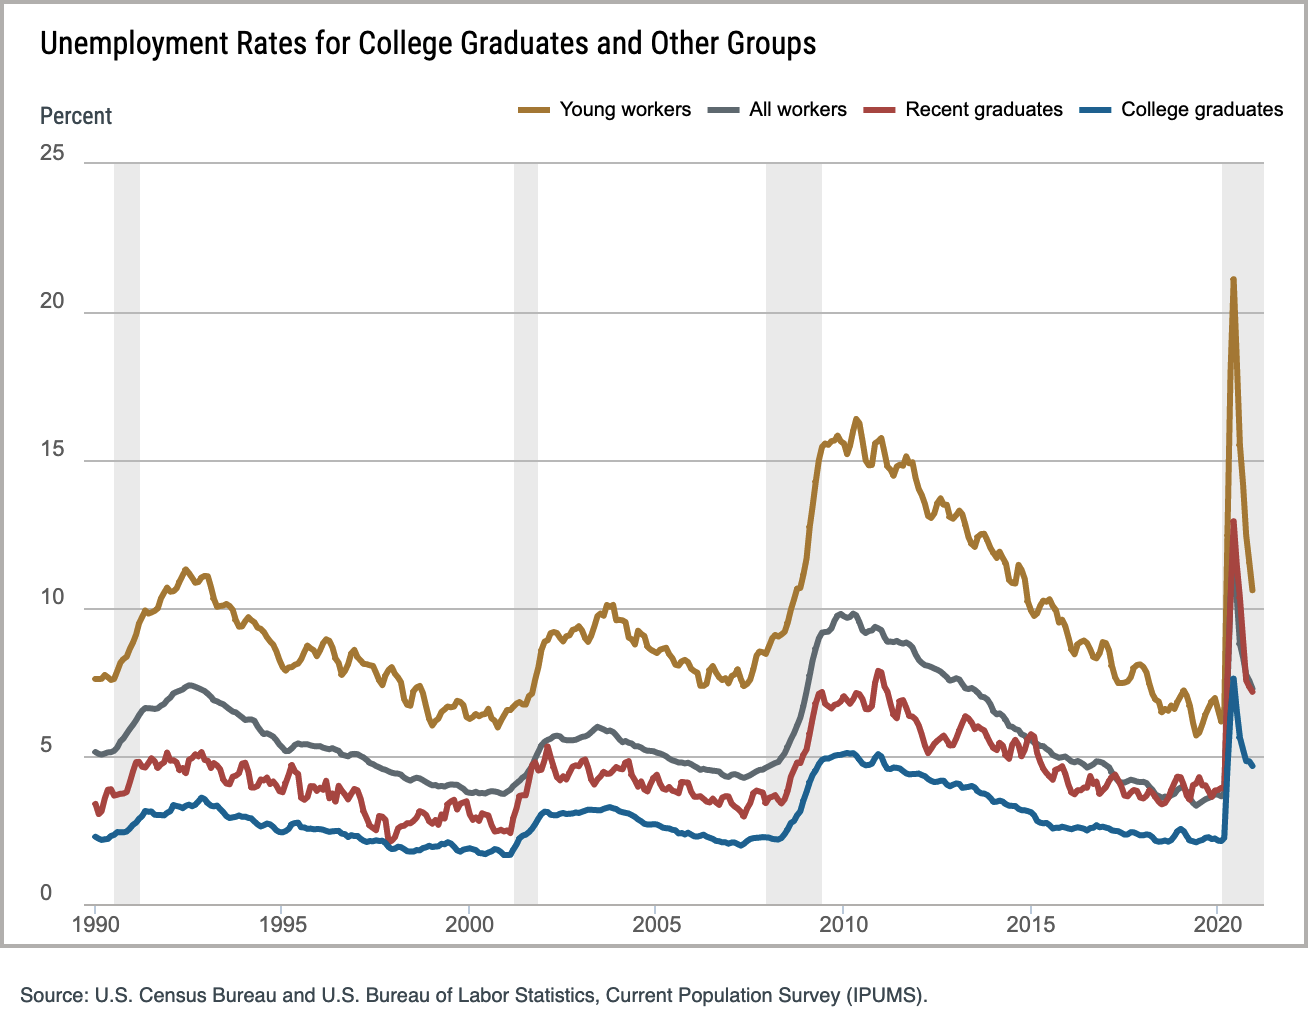 Unemployment Rates for College Graduates and Other Groups
Percent
Young workers All workers Recent graduates College graduates
25
20
15
10
5
0
1990 1995 2000 2005 2010 2015 2020
Source: U.S. Census Bureau and U.S. Bureau of Labor Statistics, Current Population Survey (IPUMS).